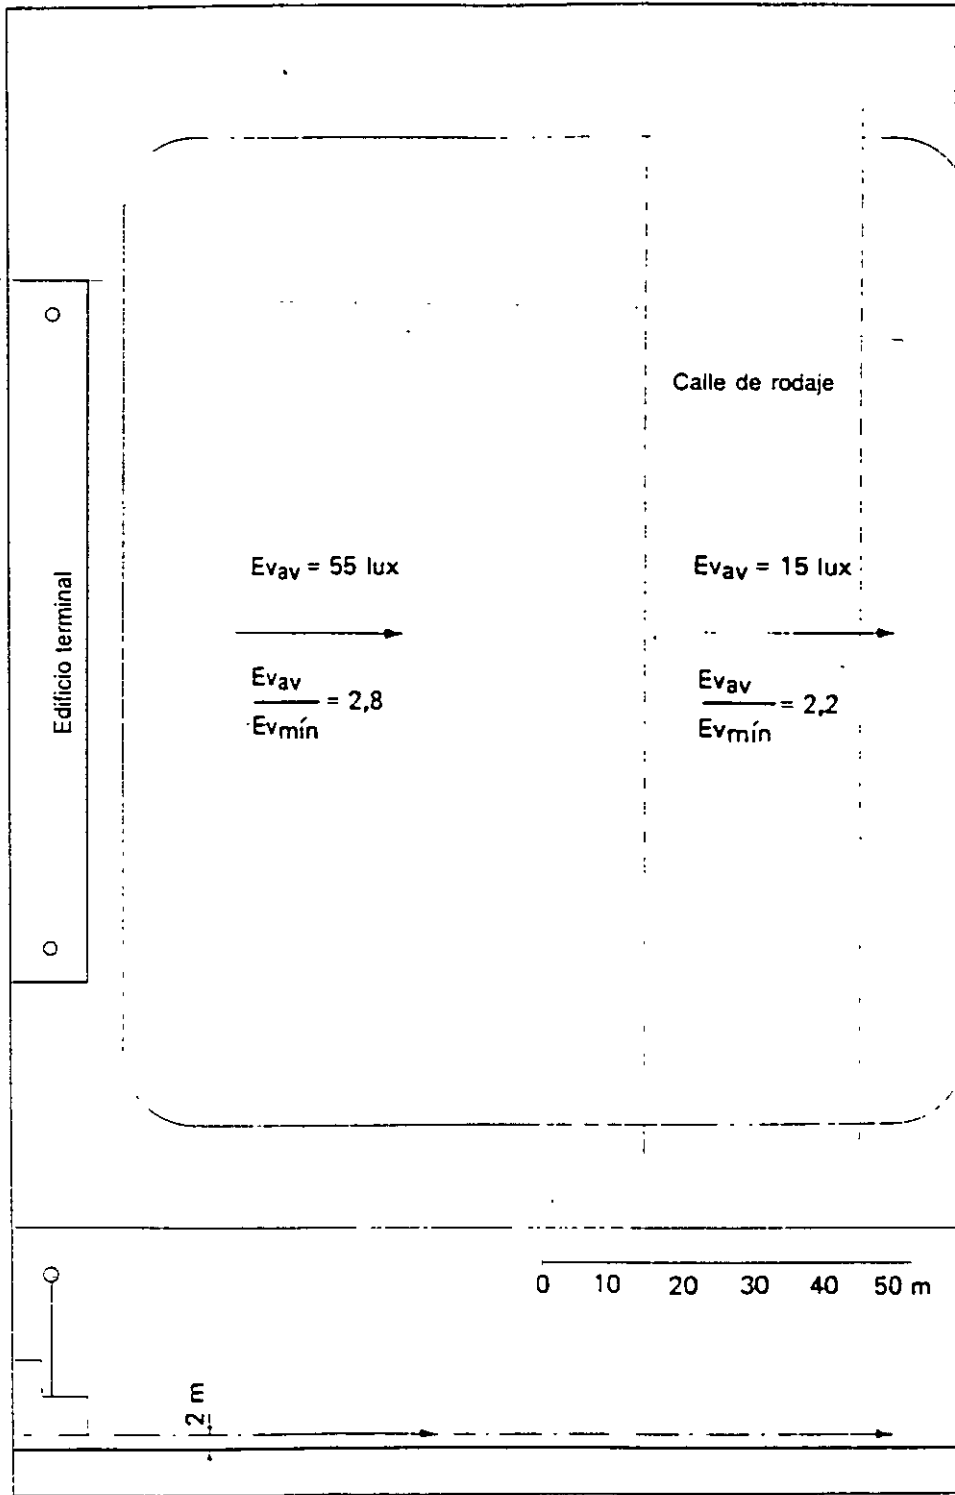 Calle de rodaje
Edificio terminal
Ev_av = 55 lux
Ev_av
Ev_mín
= 2,8
Ev_av = 15 lux
Ev_av
Ev_mín
= 2,2
0 10 20 30 40 50 m
2 m